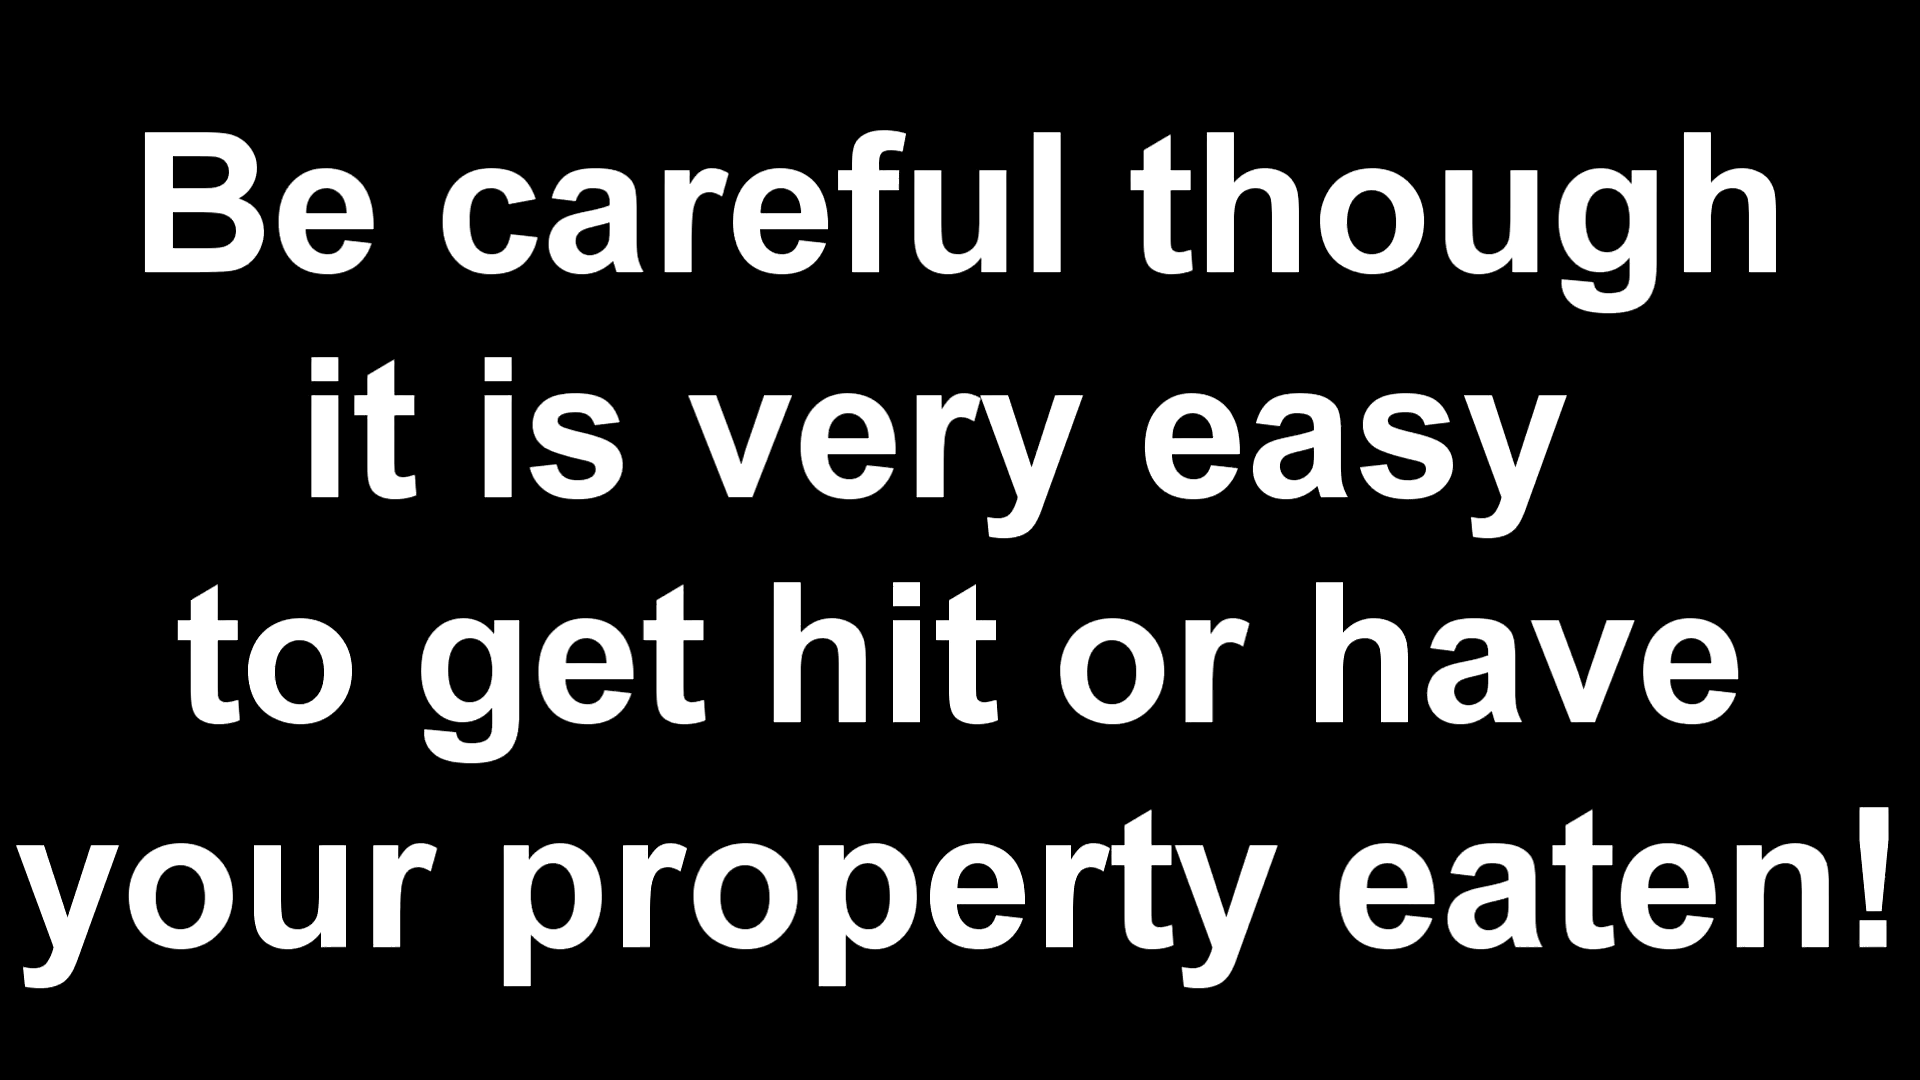 Be careful though
it is very easy
to get hit or have
your property eaten!